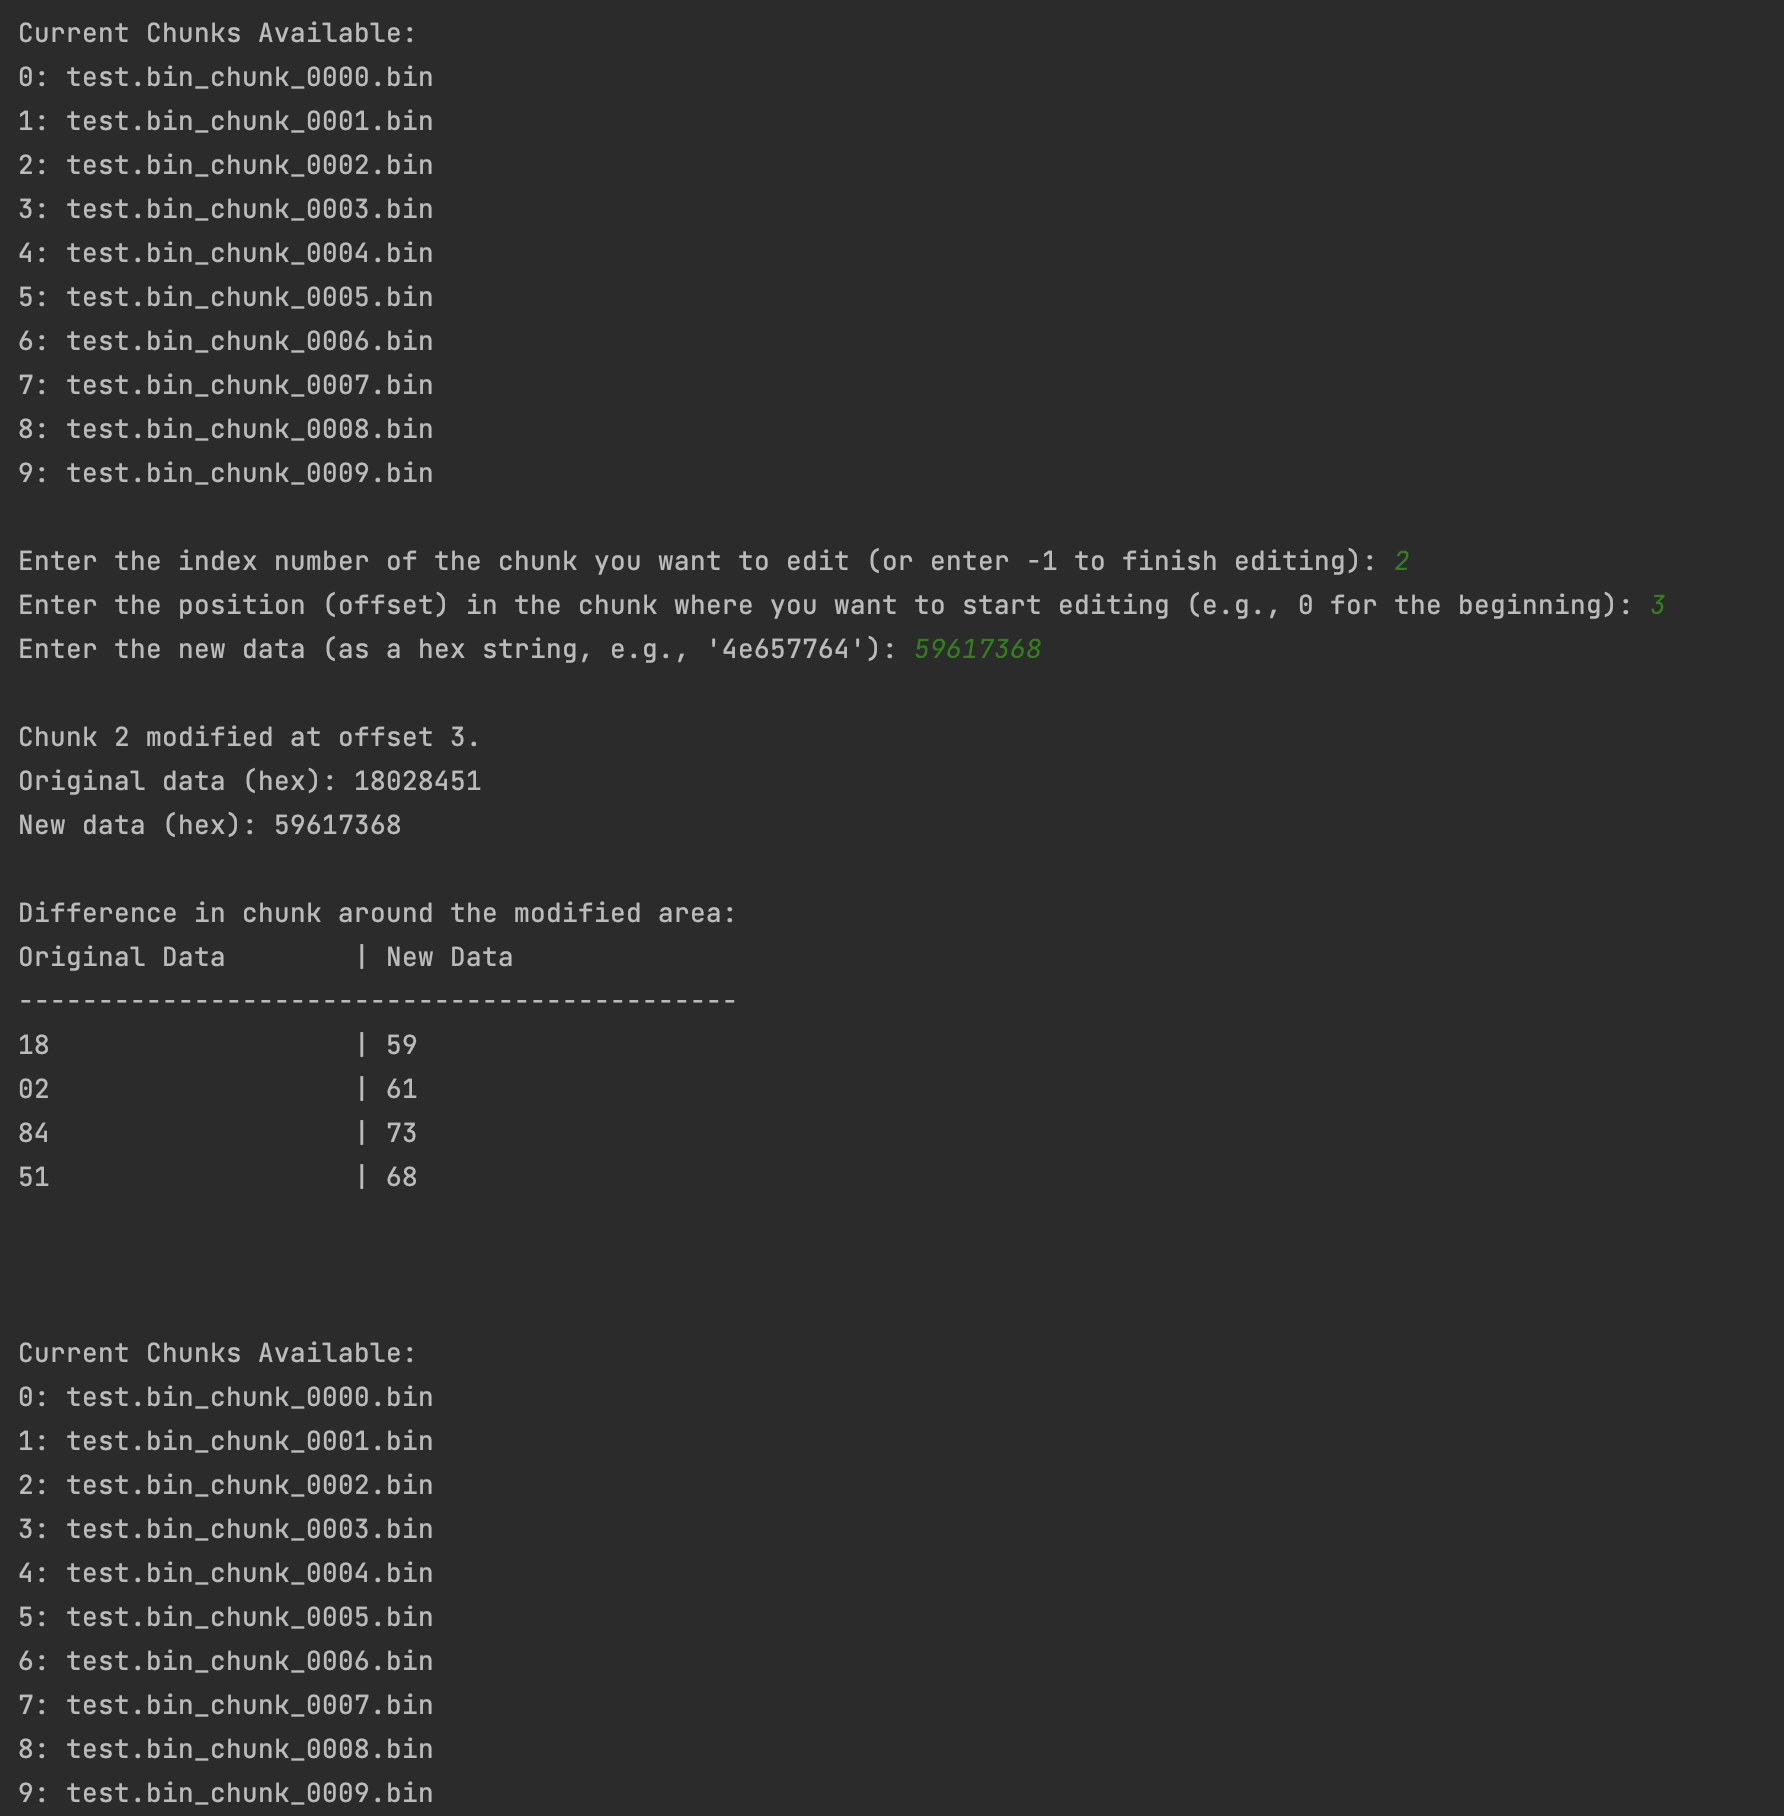 Current Chunks Available:
0: test.bin_chunk_0000.bin
1: test.bin_chunk_0001.bin
2: test.bin_chunk_0002.bin
3: test.bin_chunk_0003.bin
4: test.bin_chunk_0004.bin
5: test.bin_chunk_0005.bin
6: test.bin_chunk_0006.bin
7: test.bin_chunk_0007.bin
8: test.bin_chunk_0008.bin
9: test.bin_chunk_0009.bin
Enter the index number of the chunk you want to edit (or enter -1 to finish editing): 2
Enter the position (offset) in the chunk where you want to start editing (e.g., 0 for the beginning): 3
Enter the new data (as a hex string, e.g., '4e657764'): 59617368
Chunk 2 modified at offset 3.
Original data (hex): 18028451
New data (hex): 59617368
Difference in chunk around the modified area:
Original Data        | New Data
---------------------------------------------
18                   | 59
02                   | 61
84                   | 73
51                   | 68
Current Chunks Available:
0: test.bin_chunk_0000.bin
1: test.bin_chunk_0001.bin
2: test.bin_chunk_0002.bin
3: test.bin_chunk_0003.bin
4: test.bin_chunk_0004.bin
5: test.bin_chunk_0005.bin
6: test.bin_chunk_0006.bin
7: test.bin_chunk_0007.bin
8: test.bin_chunk_0008.bin
9: test.bin_chunk_0009.bin